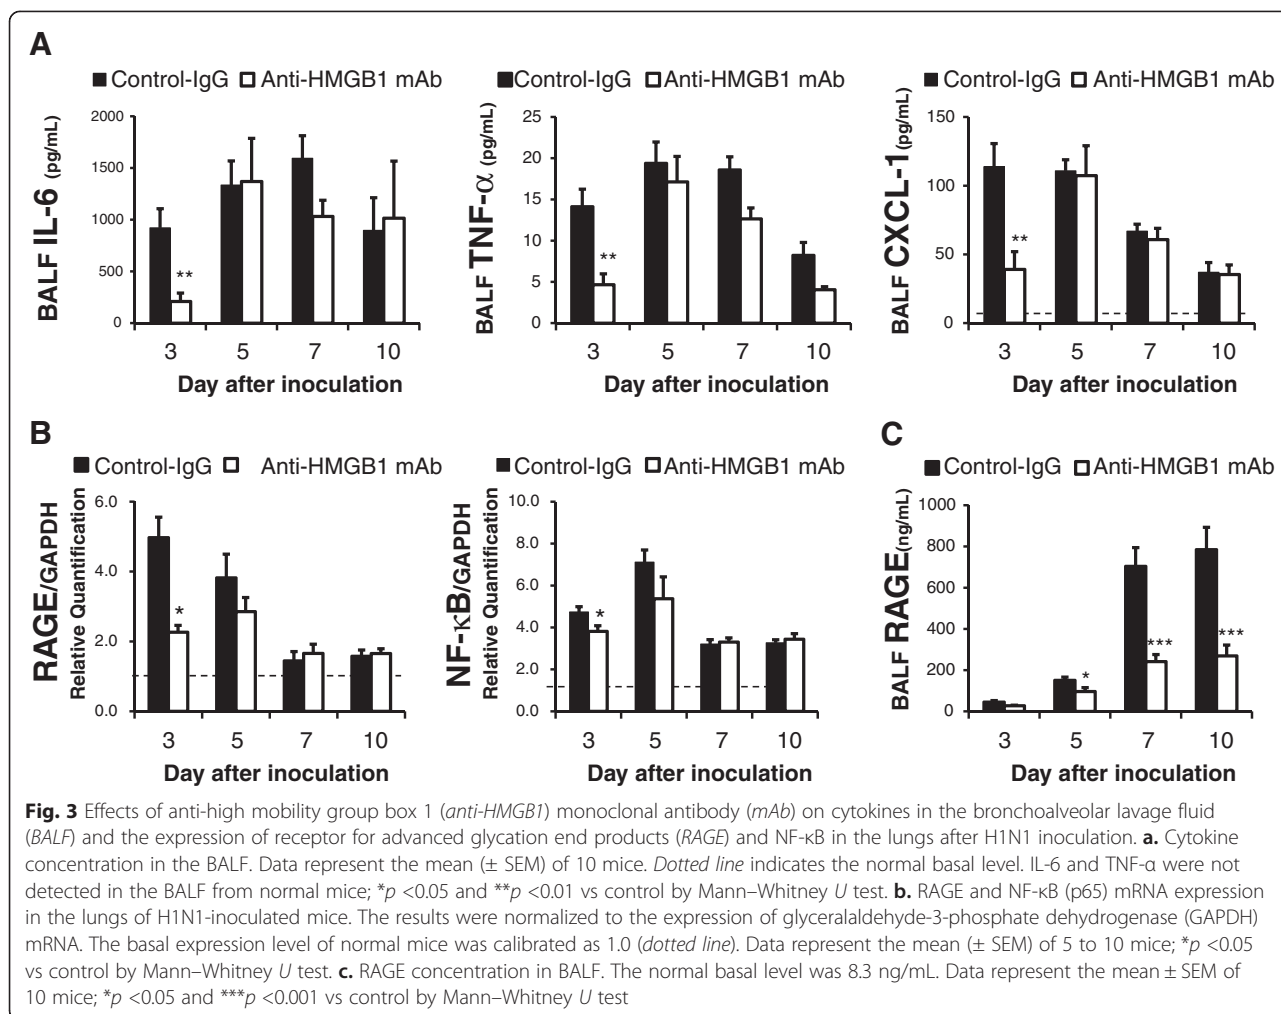 A
Control-IgG Anti-HMGB1 mAb
BALF IL-6 (pg/mL)
2000
1500
1000
500
0
**
3 5 7 10
Day after inoculation
Control-IgG Anti-HMGB1 mAb
BALF TNF-α (pg/mL)
25
20
15
10
5
0
**
3 5 7 10
Day after inoculation
Control-IgG Anti-HMGB1 mAb
BALF CXCL-1 (pg/mL)
150
100
50
0
**
3 5 7 10
Day after inoculation
B
Control-IgG Anti-HMGB1 mAb
RAGE/GAPDH
Relative Quantification
6.0
4.0
2.0
0.0
*
3 5 7 10
Day after inoculation
Control-IgG Anti-HMGB1 mAb
NF-κB/GAPDH
Relative Quantification
10.0
8.0
6.0
4.0
2.0
0.0
*
3 5 7 10
Day after inoculation
C
Control-IgG Anti-HMGB1 mAb
BALF RAGE (ng/mL)
1000
800
600
400
200
0
*
***
***
3 5 7 10
Day after inoculation
Fig. 3 Effects of anti-high mobility group box 1 (anti-HMGB1) monoclonal antibody (mAb) on cytokines in the bronchoalveolar lavage fluid
(BALF) and the expression of receptor for advanced glycation end products (RAGE) and NF-κB in the lungs after H1N1 inoculation. a. Cytokine
concentration in the BALF. Data represent the mean (± SEM) of 10 mice. Dotted line indicates the normal basal level. IL-6 and TNF-α were not
detected in the BALF from normal mice; *p <0.05 and **p <0.01 vs control by Mann–Whitney U test. b. RAGE and NF-κB (p65) mRNA expression
in the lungs of H1N1-inoculated mice. The results were normalized to the expression of glyceralaldehyde-3-phosphate dehydrogenase (GAPDH)
mRNA. The basal expression level of normal mice was calibrated as 1.0 (dotted line). Data represent the mean (± SEM) of 5 to 10 mice; *p <0.05
vs control by Mann–Whitney U test. c. RAGE concentration in BALF. The normal basal level was 8.3 ng/mL. Data represent the mean ± SEM of
10 mice; *p <0.05 and ***p <0.001 vs control by Mann–Whitney U test